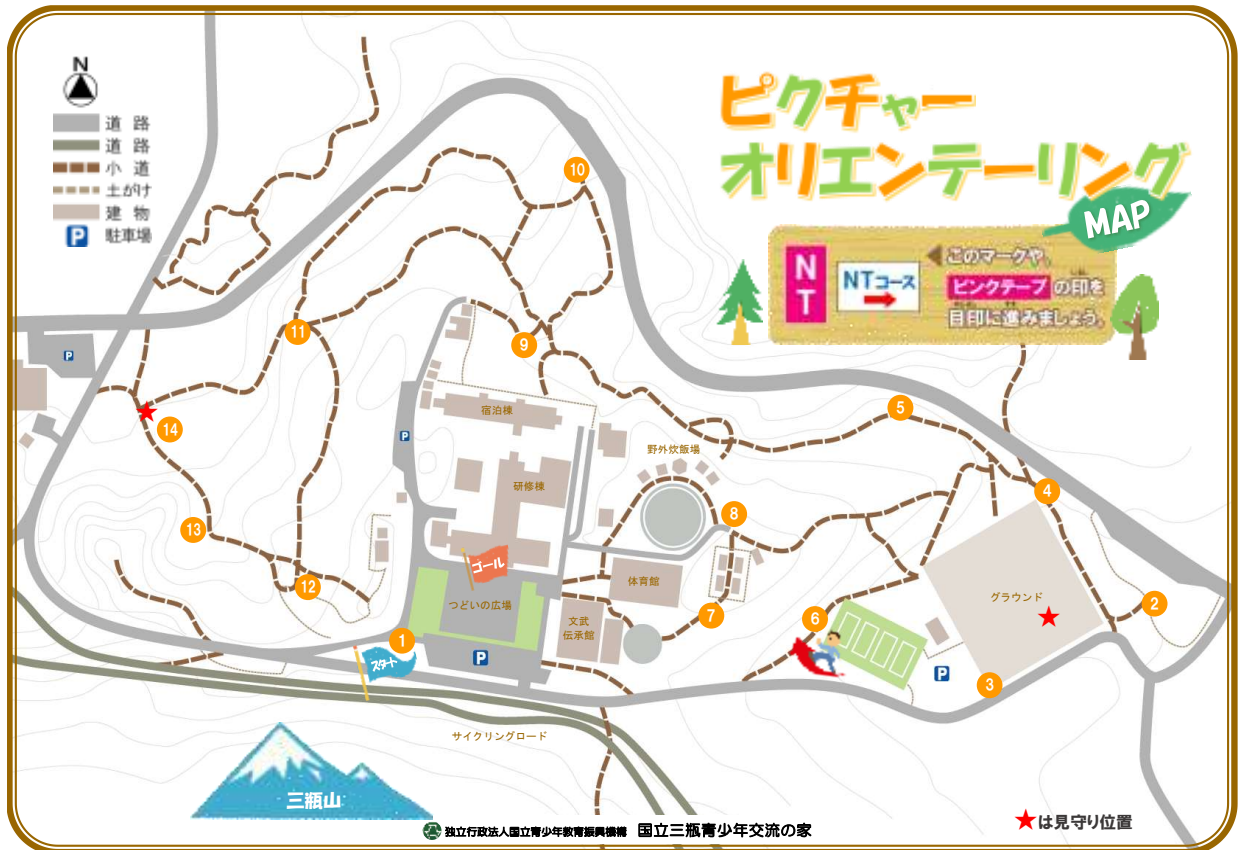 N
道 路
道 路
小 道
土がけ
建 物
P 駐車場
ピクチャー
オリエンテーリング
MAP
NT
NTコース
このマークや、
ピンクテープ の印を
目印に進みましょう。
10
11
9
P
14
宿泊棟
P
5
野外炊飯場
研修棟
4
8
13
ゴール
体育館
12
つどいの広場
グラウンド
2
文武
伝承館
7
6
1
スタート
P
P
3
サイクリングロード
三瓶山
独立行政法人国立青少年教育振興機構 国立三瓶青少年交流の家
★は見守り位置